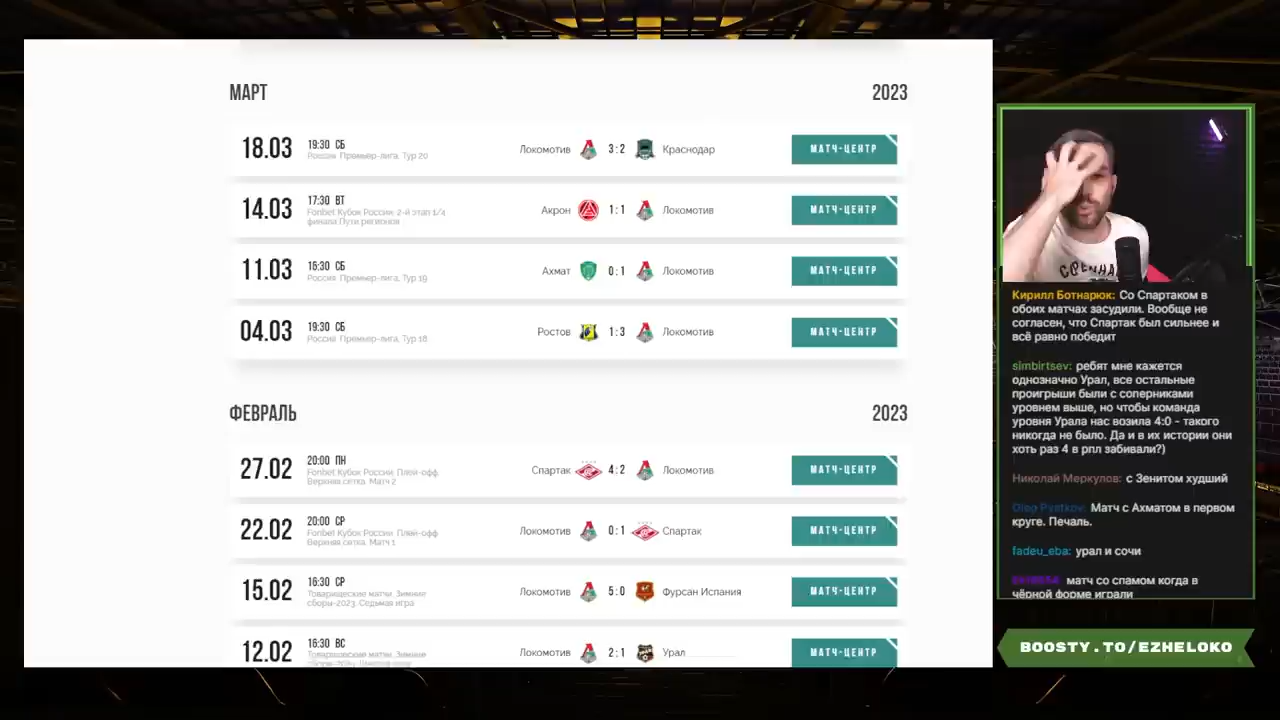 МАРТ 2023
18.03 19:30 СБ Локомотив 3:2 Краснодар МАТЧ-ЦЕНТР
Россия. Премьер-лига, Тур 20
14.03 17:30 ВТ Акрон 1:1 Локомотив МАТЧ-ЦЕНТР
Fonbet Кубок России. 2-й этап 1/4
финала Пути регионов
11.03 16:30 СБ Ахмат 0:1 Локомотив МАТЧ-ЦЕНТР
Россия. Премьер-лига, Тур 19
04.03 19:30 СБ Ростов 1:3 Локомотив МАТЧ-ЦЕНТР
Россия. Премьер-лига, Тур 18
ФЕВРАЛЬ 2023
27.02 20:00 ПН Спартак 4:2 Локомотив МАТЧ-ЦЕНТР
Fonbet Кубок России. Плей-офф.
Верхняя сетка. Матч 2
22.02 20:00 СР Локомотив 0:1 Спартак МАТЧ-ЦЕНТР
Fonbet Кубок России. Плей-офф.
Верхняя сетка. Матч 1
15.02 16:30 СР Локомотив 5:0 Фурсан Испания МАТЧ-ЦЕНТР
Товарищеские матчи. Зимние
сборы-2023. Седьмая игра
12.02 16:30 ВС Локомотив 2:1 Урал МАТЧ-ЦЕНТР
Товарищеские матчи. Зимние
Кирилл Ботнарюк: Со Спартаком в
обоих матчах засудили. Вообще не
согласен, что Спартак был сильнее и
всё равно победит
simbirtsev: ребят мне кажется
однозначно Урал, все остальные
проигрыши были с соперниками
уровнем выше, но чтобы команда
уровня Урала нас возила 4:0 - такого
никогда не было. Да и в их истории они
хоть раз 4 в рпл забивали?)
Николай Меркулов: с Зенитом худший
Матч с Ахматом в первом
круге. Печаль.
fadeu_eba: урал и сочи
матч со спамом когда в
чёрной форме играли
BOOSTY.TO/EZHELOKO